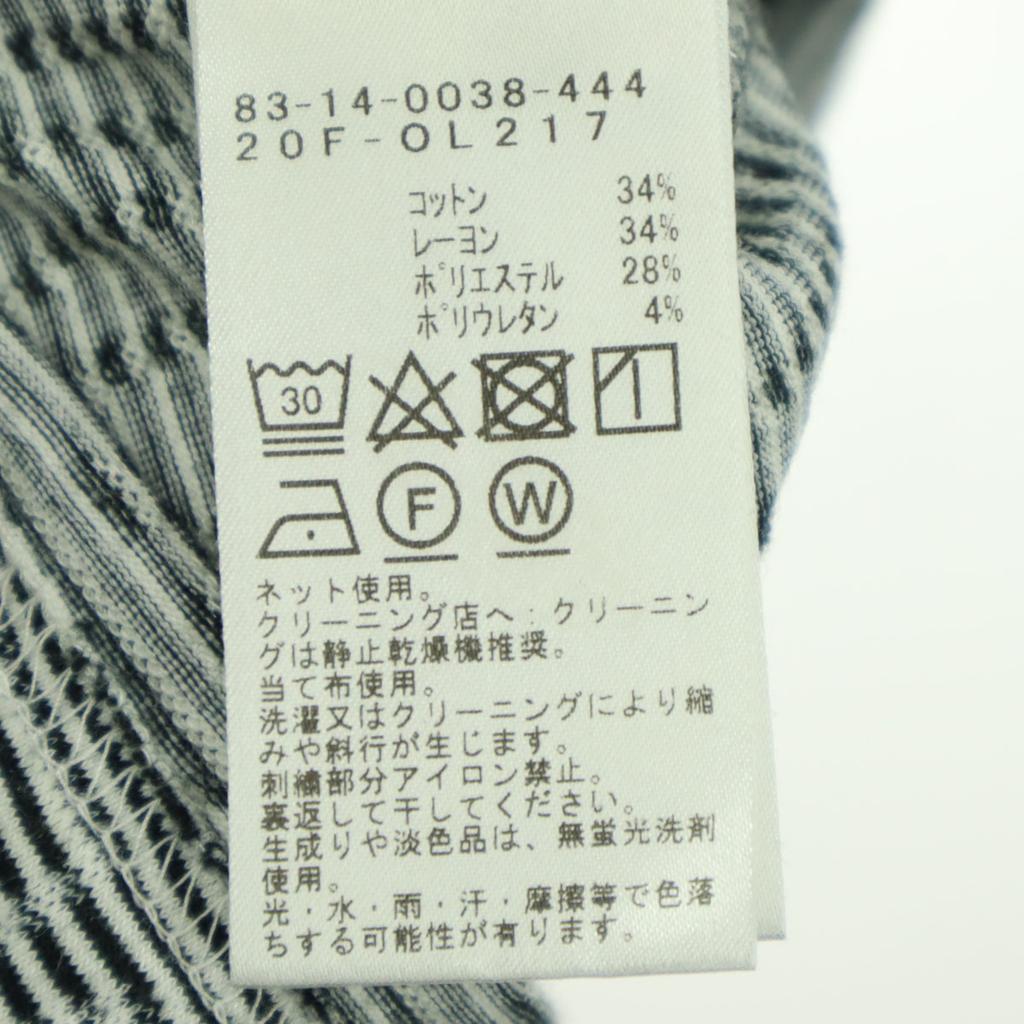 83-14-0038-444
20F-OL217
コットン 34%
レーヨン 34%
ポリエステル 28%
ポリウレタン 4%
30
F W
ネット使用。
クリーニング店へ:クリーニン
グは静止乾燥機推奨。
当て布使用。
洗濯又はクリーニングにより縮
みや斜行が生じます。
刺繍部分アイロン禁止。
裏返して干してください。
生成りや淡色品は、無蛍光洗剤
使用。
光・水・雨・汗・摩擦等で色落
ちする可能性が有ります。